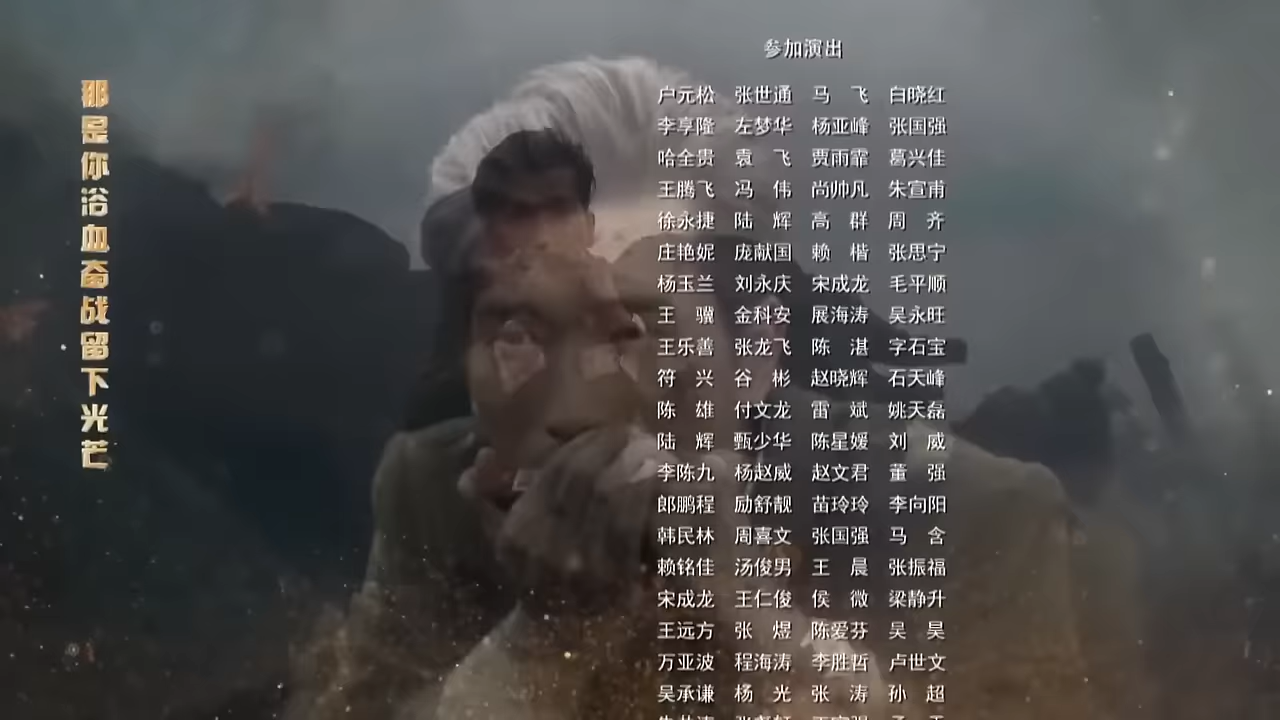 那是你浴血奋战留下光芒
参加演出
户元松 张世通 马 飞 白晓红
李享隆 左梦华 杨亚峰 张国强
哈全贵 袁 飞 贾雨霏 葛兴佳
王腾飞 冯 伟 尚帅凡 朱宣甫
徐永捷 陆 辉 高 群 周 齐
庄艳妮 庞献国 赖 楷 张思宁
杨玉兰 刘永庆 宋成龙 毛平顺
王 骥 金科安 展海涛 吴永旺
王乐善 张龙飞 陈 湛 字石宝
符 兴 谷 彬 赵晓辉 石天峰
陈 雄 付文龙 雷 斌 姚天磊
陆 辉 甄少华 陈星媛 刘 威
李陈九 杨赵威 赵文君 董 强
郎鹏程 励舒靓 苗玲玲 李向阳
韩民林 周喜文 张国强 马 含
赖铭佳 汤俊男 王 晨 张振福
宋成龙 王仁俊 侯 微 梁静升
王远方 张 煜 陈爱芬 吴 昊
万亚波 程海涛 李胜哲 卢世文
吴承谦 杨 光 张 涛 孙 超